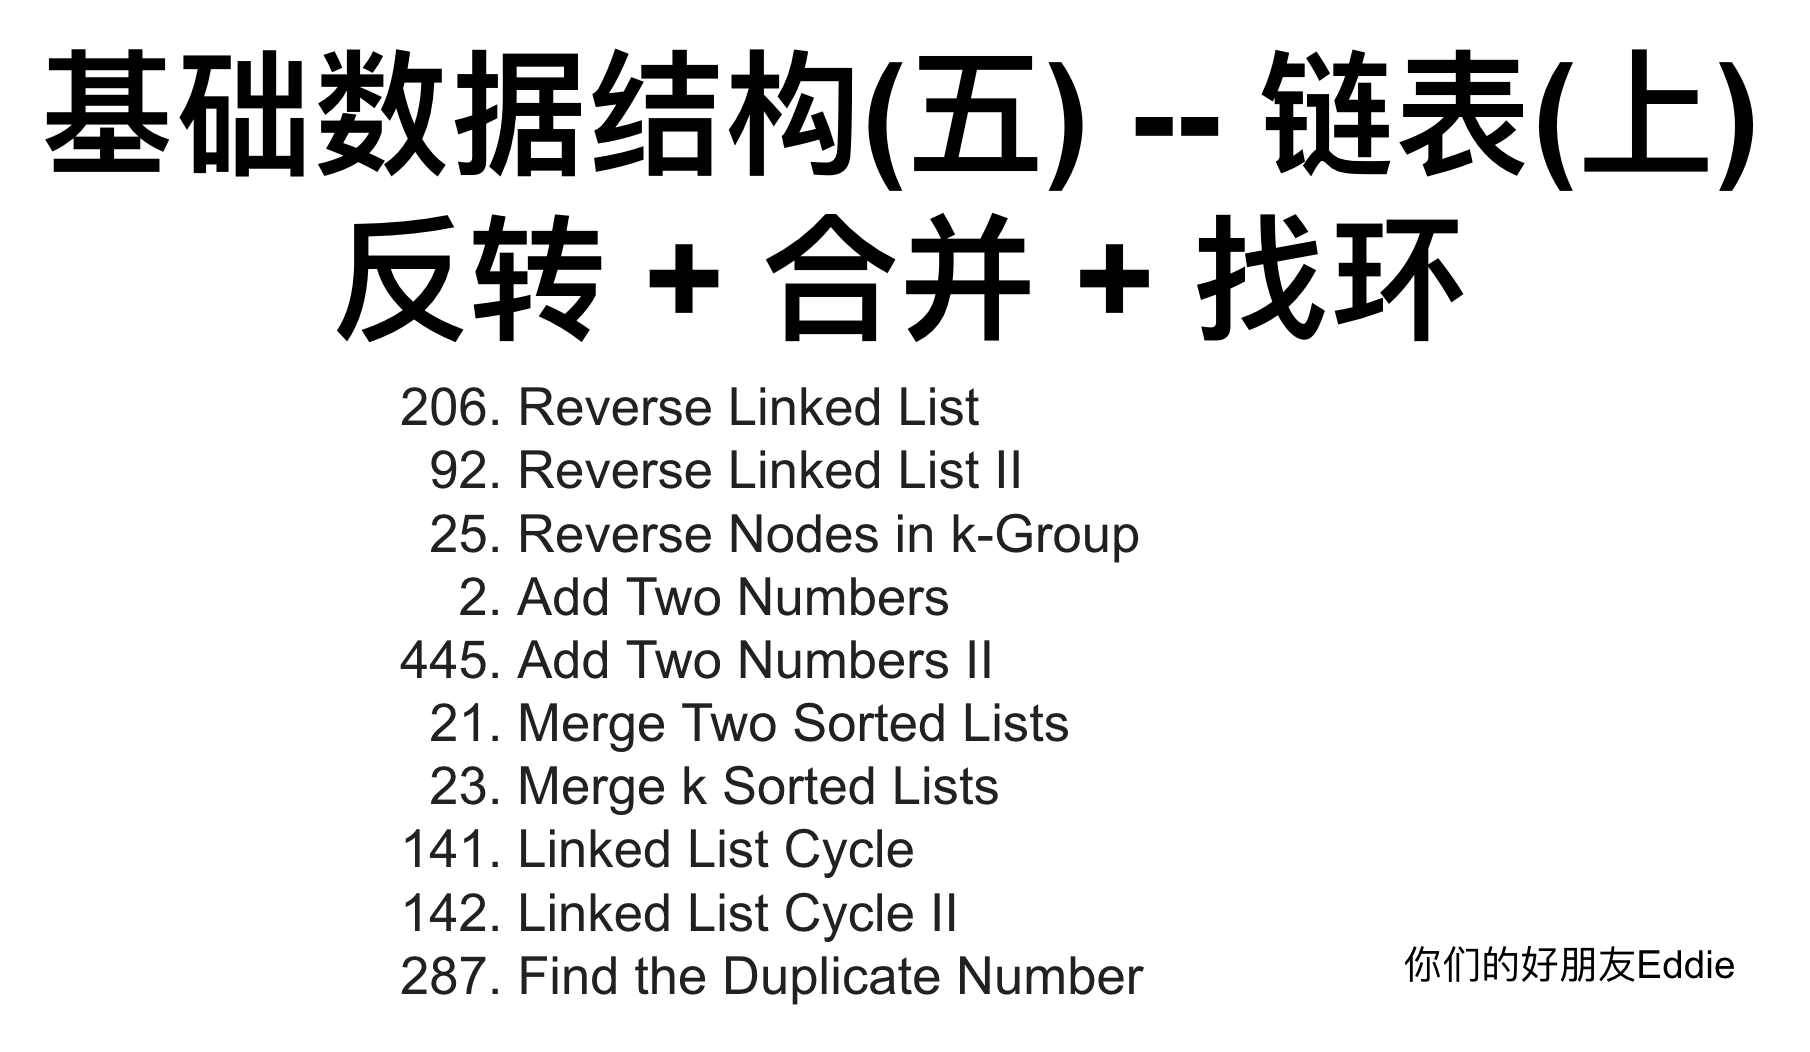 基础数据结构(五) -- 链表(上)
反转 + 合并 + 找环
206. Reverse Linked List
92. Reverse Linked List II
25. Reverse Nodes in k-Group
2. Add Two Numbers
445. Add Two Numbers II
21. Merge Two Sorted Lists
23. Merge k Sorted Lists
141. Linked List Cycle
142. Linked List Cycle II
287. Find the Duplicate Number
你们的好朋友Eddie